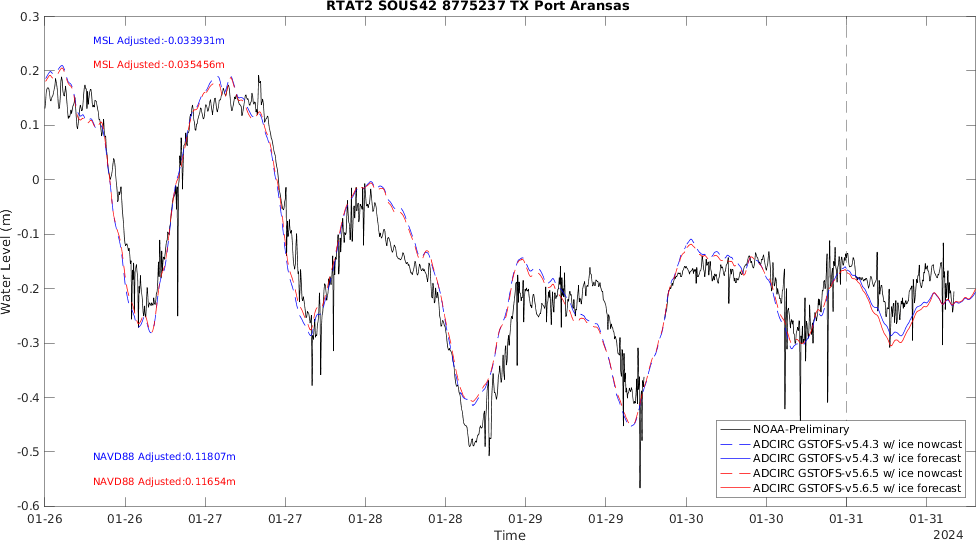 RTAT2 SOUS42 8775237 TX Port Aransas
0.3
MSL Adjusted:-0.033931m
MSL Adjusted:-0.035456m
0.2
0.1
0
-0.1
-0.2
-0.3
-0.4
-0.5
-0.6
Water Level (m)
NAVD88 Adjusted:0.11807m
NAVD88 Adjusted:0.11654m
NOAA-Preliminary
ADCIRC GSTOFS-v5.4.3 w/ ice nowcast
ADCIRC GSTOFS-v5.4.3 w/ ice forecast
ADCIRC GSTOFS-v5.6.5 w/ ice nowcast
ADCIRC GSTOFS-v5.6.5 w/ ice forecast
01-26 01-26 01-27 01-27 01-28 01-28 01-29 01-29 01-30 01-30 01-31 01-31
2024
Time